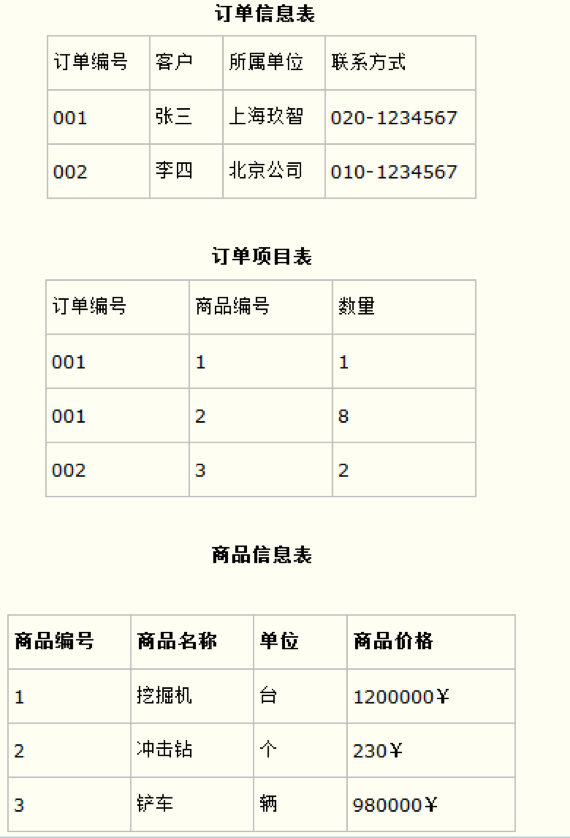 订单信息表
订单编号 客户 所属单位 联系方式
001 张三 上海玖智 020-1234567
002 李四 北京公司 010-1234567
订单项目表
订单编号 商品编号 数量
001 1 1
001 2 8
002 3 2
商品信息表
商品编号 商品名称 单位 商品价格
1 挖掘机 台 1200000¥
2 冲击钻 个 230¥
3 铲车 辆 980000¥